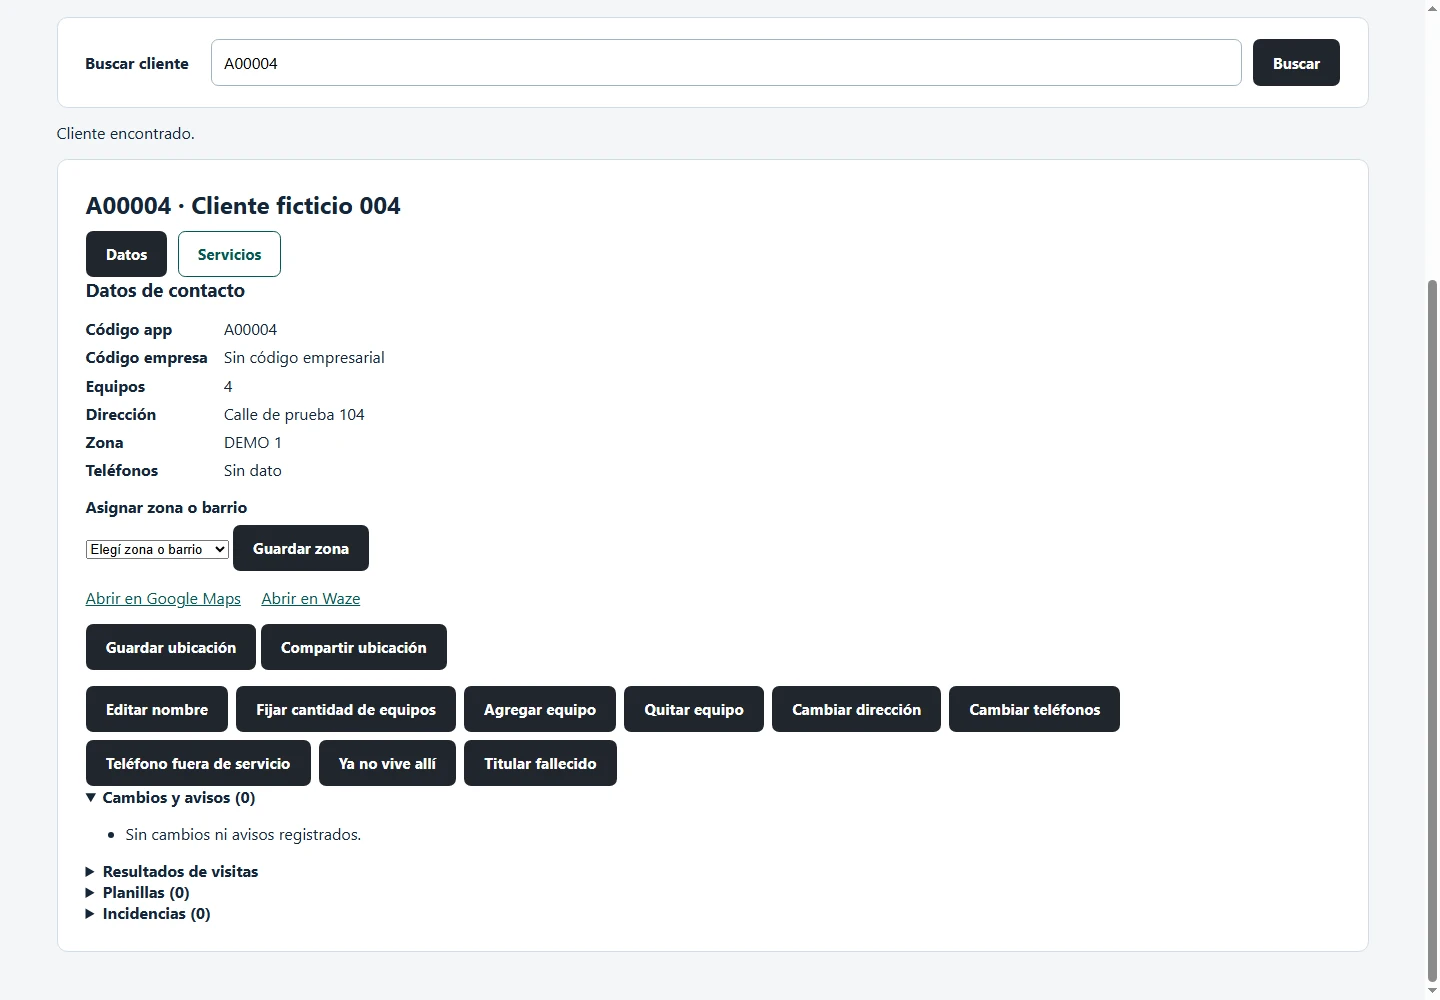 Buscar cliente A00004 Buscar
Cliente encontrado.
A00004 · Cliente ficticio 004
Datos Servicios
Datos de contacto
Código app A00004
Código empresa Sin código empresarial
Equipos 4
Dirección Calle de prueba 104
Zona DEMO 1
Teléfonos Sin dato
Asignar zona o barrio
Elegí zona o barrio Guardar zona
Abrir en Google Maps Abrir en Waze
Guardar ubicación Compartir ubicación
Editar nombre Fijar cantidad de equipos Agregar equipo Quitar equipo Cambiar dirección Cambiar teléfonos
Teléfono fuera de servicio Ya no vive allí Titular fallecido
Cambios y avisos (0)
Sin cambios ni avisos registrados.
Resultados de visitas
Planillas (0)
Incidencias (0)